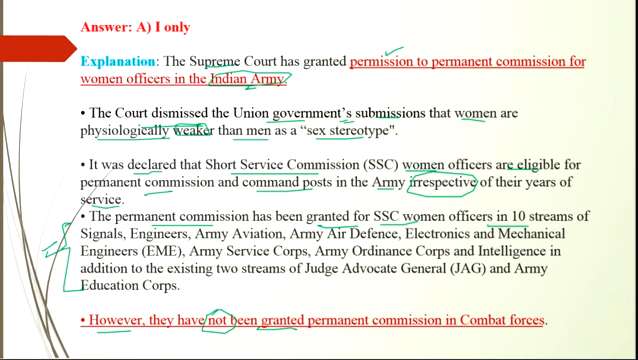 Answer: A) I only
Explanation: The Supreme Court has granted permission to permanent commission for
women officers in the Indian Army.
• The Court dismissed the Union government's submissions that women are
physiologically weaker than men as a “sex stereotype".
• It was declared that Short Service Commission (SSC) women officers are eligible for
permanent commission and command posts in the Army irrespective of their years of
service.
• The permanent commission has been granted for SSC women officers in 10 streams of
Signals, Engineers, Army Aviation, Army Air Defence, Electronics and Mechanical
Engineers (EME), Army Service Corps, Army Ordinance Corps and Intelligence in
addition to the existing two streams of Judge Advocate General (JAG) and Army
Education Corps.
• However, they have not been granted permanent commission in Combat forces.